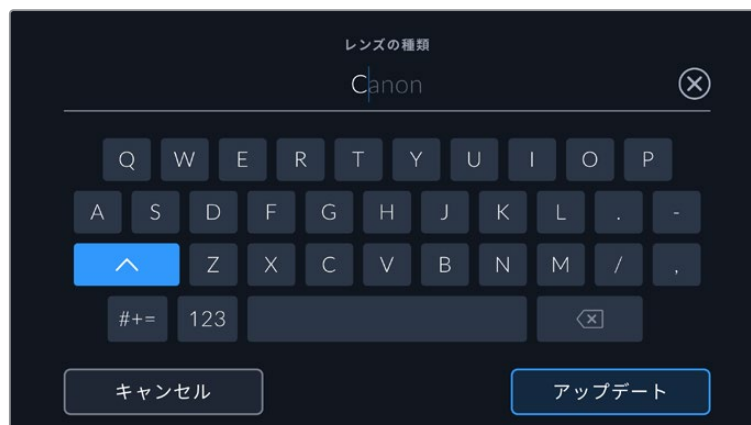 レンズの種類
Canon
Q W E R T Y U I O P
A S D F G H J K L . -
Z X C V B N M / ,
#+= 123
キャンセル アップデート